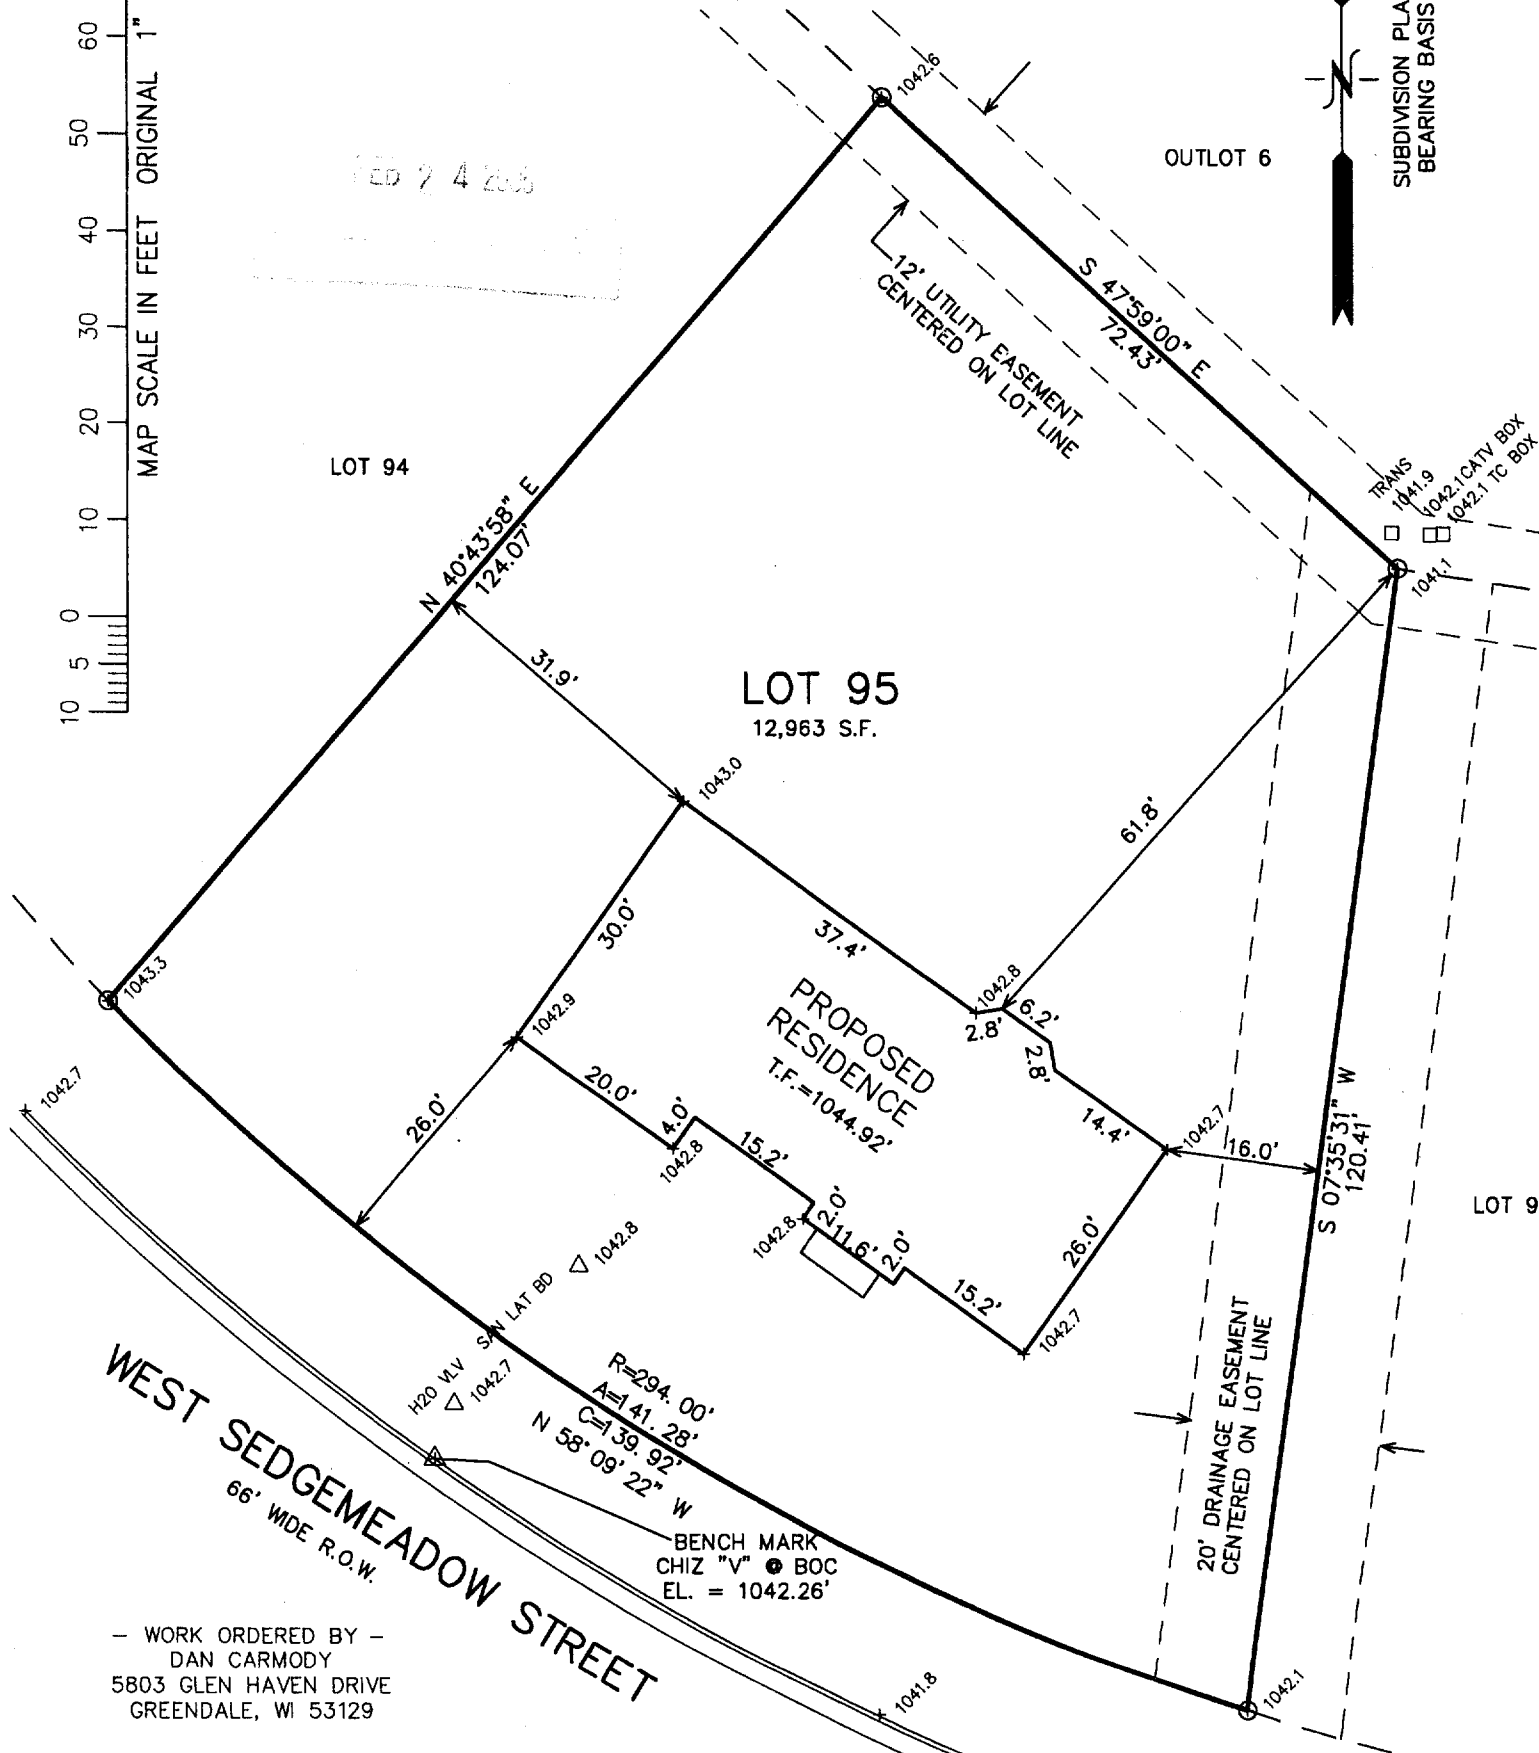 60
50
40
30
20
10
0
5
10
MAP SCALE IN FEET ORIGINAL 1"
1042.6
OUTLOT 6
N
SUBDIVISION PLA
BEARING BASIS
12' UTILITY EASEMENT
CENTERED ON LOT LINE
S 47°59'00" E
72.43'
LOT 94
N 40°43'58" E
124.07'
TRANS
1041.9
1042.1 CATV BOX
1042.1 TC BOX
1041.1
31.9'
LOT 95
12,963 S.F.
1043.0
61.8'
30.0'
37.4'
1043.3
1042.9
1042.8
2.8'
6.2'
2.8'
14.4'
PROPOSED
RESIDENCE
T.F.=1044.92'
1042.7
26.0'
20.0'
4.0'
1042.8
15.2'
1042.7
16.0'
S 07°35'31" W
120.41'
LOT 9
1042.8
2.0'
11.6'
2.0'
15.2'
26.0'
1042.7
SAN LAT BD
1042.8
H20 VLV
1042.7
R=294.00'
A=141.28'
C=139.92'
N 58°09'22" W
20' DRAINAGE EASEMENT
CENTERED ON LOT LINE
WEST SEDGEMEADOW STREET
66' WIDE R.O.W.
BENCH MARK
CHIZ "V" @ BOC
EL. = 1042.26'
1041.8
1042.1
– WORK ORDERED BY –
DAN CARMODY
5803 GLEN HAVEN DRIVE
GREENDALE, WI 53129